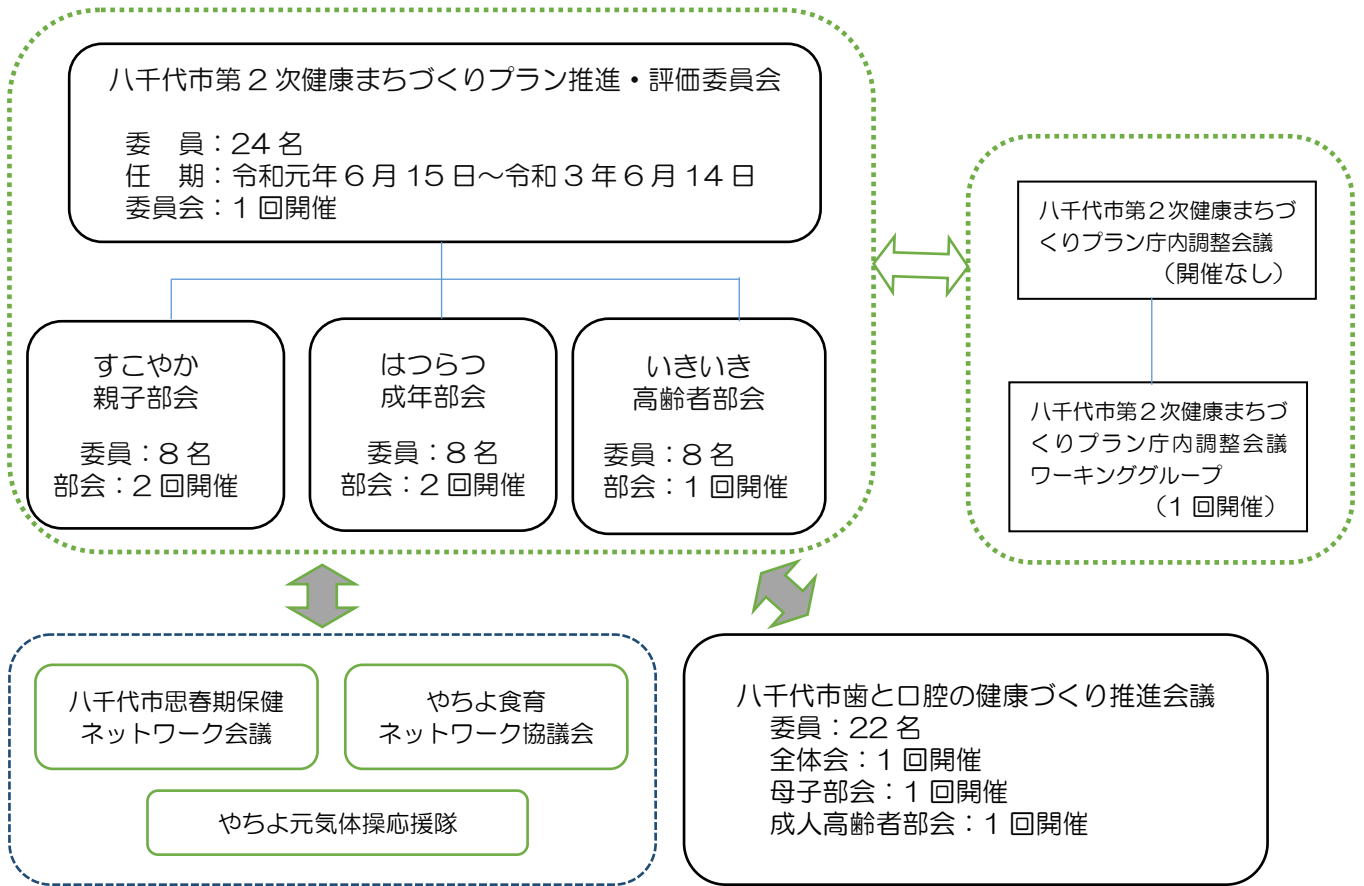 八千代市第2次健康まちづくりプラン推進・評価委員会
委　員：24名
任　期：令和元年6月15日～令和3年6月14日
委員会：1回開催
すこやか
親子部会
委員：8名
部会：2回開催
はつらつ
成年部会
委員：8名
部会：2回開催
いきいき
高齢者部会
委員：8名
部会：1回開催
八千代市第2次健康まちづ
くりプラン庁内調整会議
（開催なし）
八千代市第2次健康まちづ
くりプラン庁内調整会議
ワーキンググループ
（1回開催）
八千代市思春期保健
ネットワーク会議
やちよ食育
ネットワーク協議会
やちよ元気体操応援隊
八千代市歯と口腔の健康づくり推進会議
委員：22名
全体会：1回開催
母子部会：1回開催
成人高齢者部会：1回開催